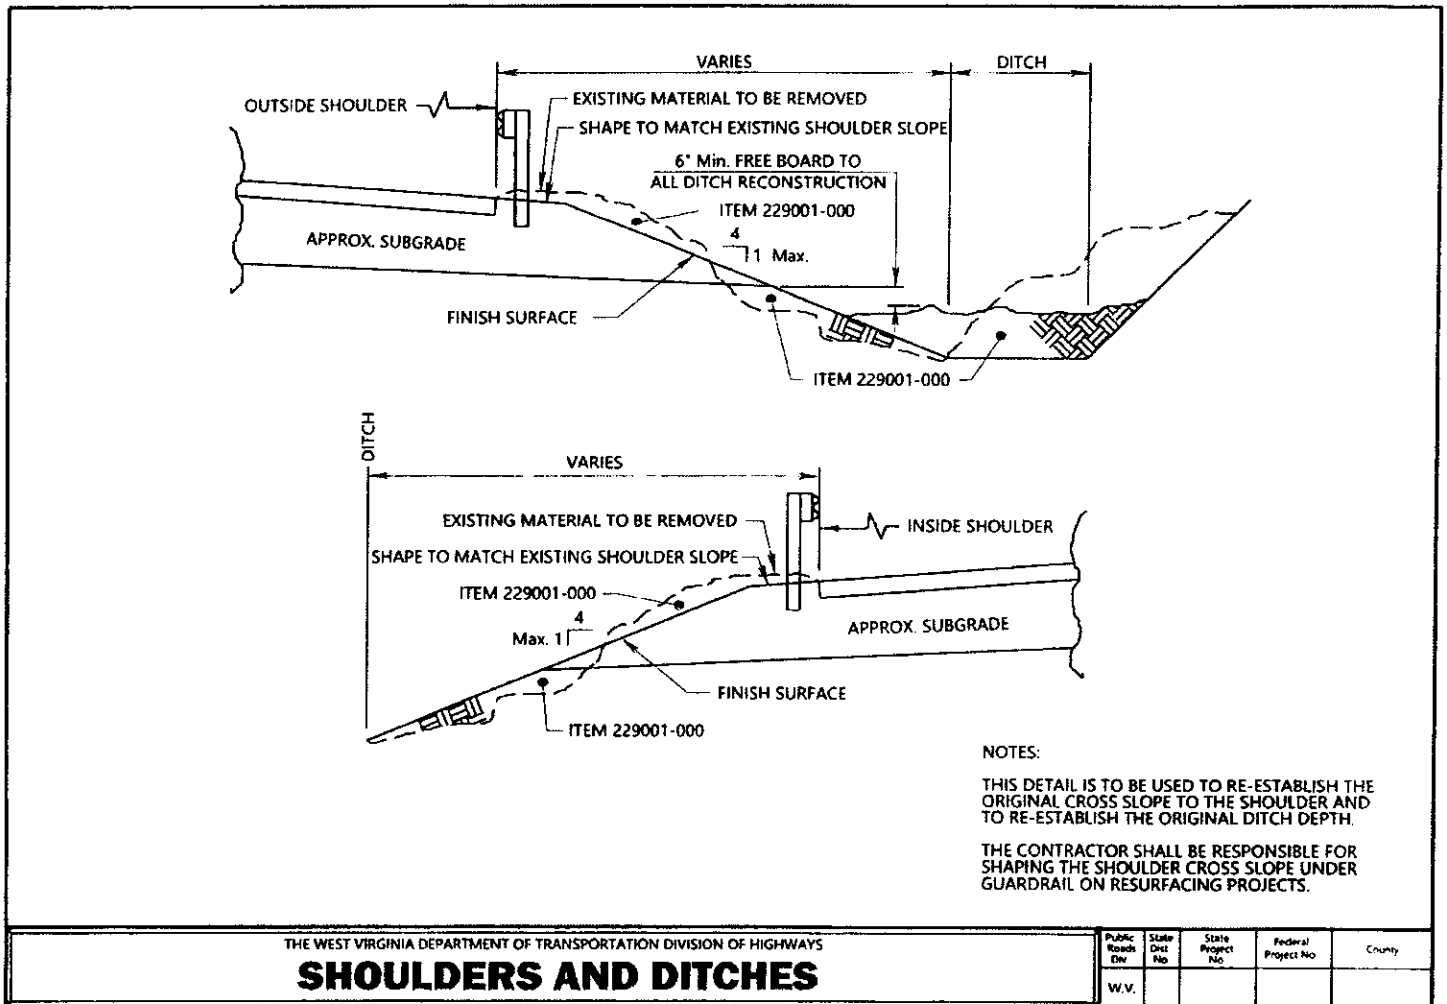 VARIES
DITCH
OUTSIDE SHOULDER
EXISTING MATERIAL TO BE REMOVED
SHAPE TO MATCH EXISTING SHOULDER SLOPE
6" Min. FREE BOARD TO
ALL DITCH RECONSTRUCTION
ITEM 229001-000
4
1 Max.
APPROX. SUBGRADE
FINISH SURFACE
ITEM 229001-000
DITCH
VARIES
EXISTING MATERIAL TO BE REMOVED
INSIDE SHOULDER
SHAPE TO MATCH EXISTING SHOULDER SLOPE
ITEM 229001-000
4
Max. 1
APPROX. SUBGRADE
FINISH SURFACE
ITEM 229001-000
NOTES:
THIS DETAIL IS TO BE USED TO RE-ESTABLISH THE
ORIGINAL CROSS SLOPE TO THE SHOULDER AND
TO RE-ESTABLISH THE ORIGINAL DITCH DEPTH.
THE CONTRACTOR SHALL BE RESPONSIBLE FOR
SHAPING THE SHOULDER CROSS SLOPE UNDER
GUARDRAIL ON RESURFACING PROJECTS.
THE WEST VIRGINIA DEPARTMENT OF TRANSPORTATION DIVISION OF HIGHWAYS
SHOULDERS AND DITCHES
Public Roads Div
State Dist No
State Project No
Federal Project No
County
W.V.